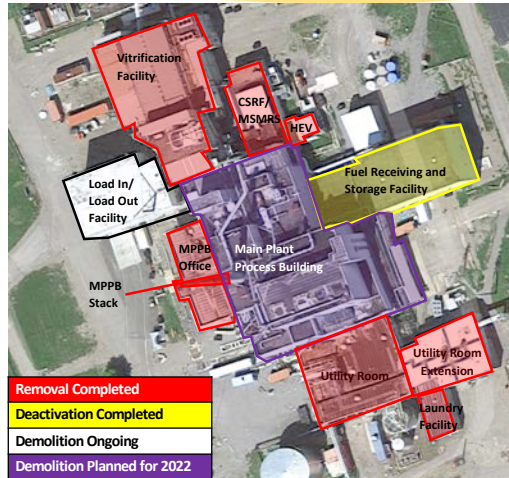 Vitrification
Facility
CSRF/
MSMRS
HEV
Load In/
Load Out
Facility
Fuel Receiving and
Storage Facility
MPPB
Office
Main Plant
Process Building
MPPB
Stack
Utility Room
Utility Room
Extension
Laundry
Facility
Removal Completed
Deactivation Completed
Demolition Ongoing
Demolition Planned for 2022